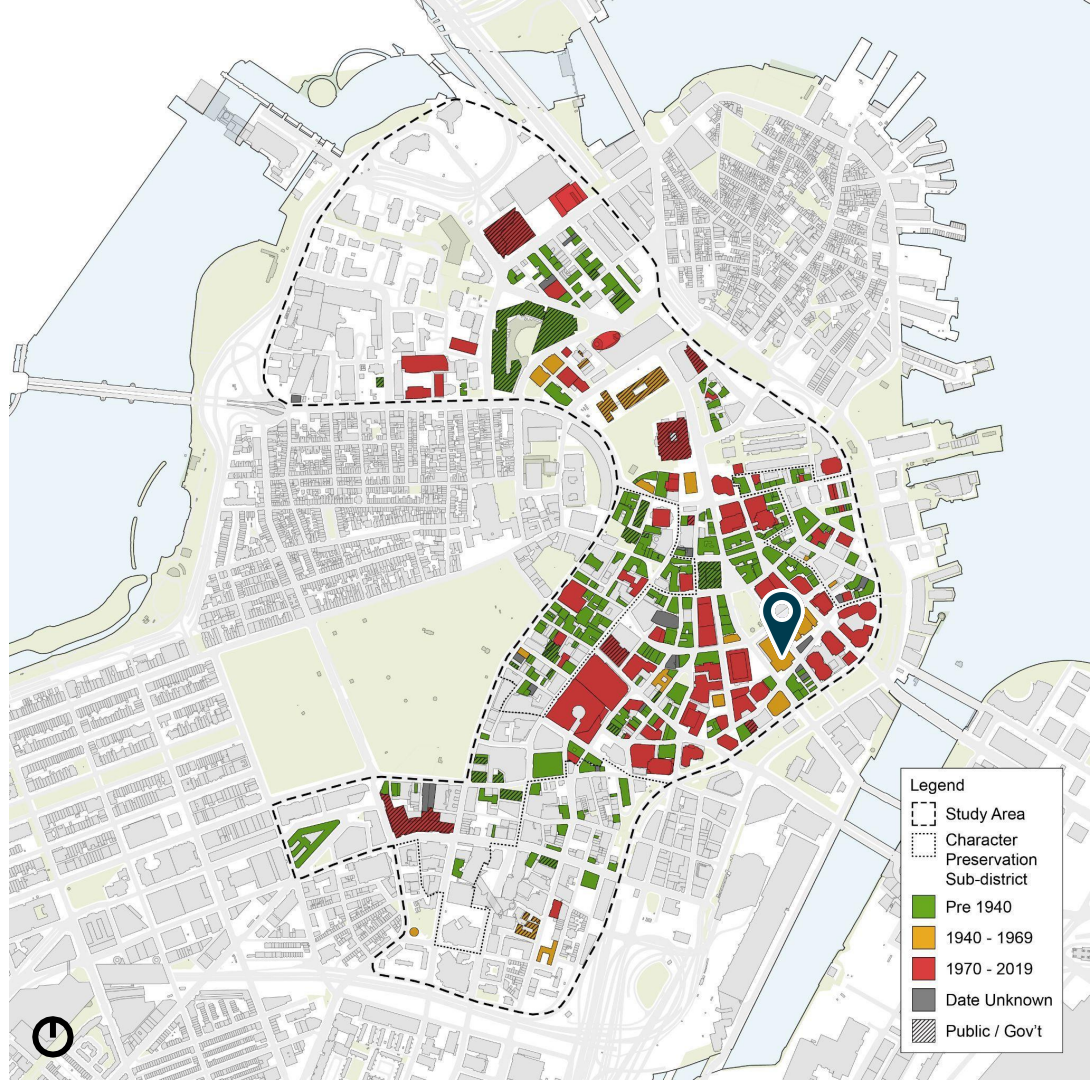 Legend
Study Area
Character
Preservation
Sub-district
Pre 1940
1940 - 1969
1970 - 2019
Date Unknown
Public / Gov't